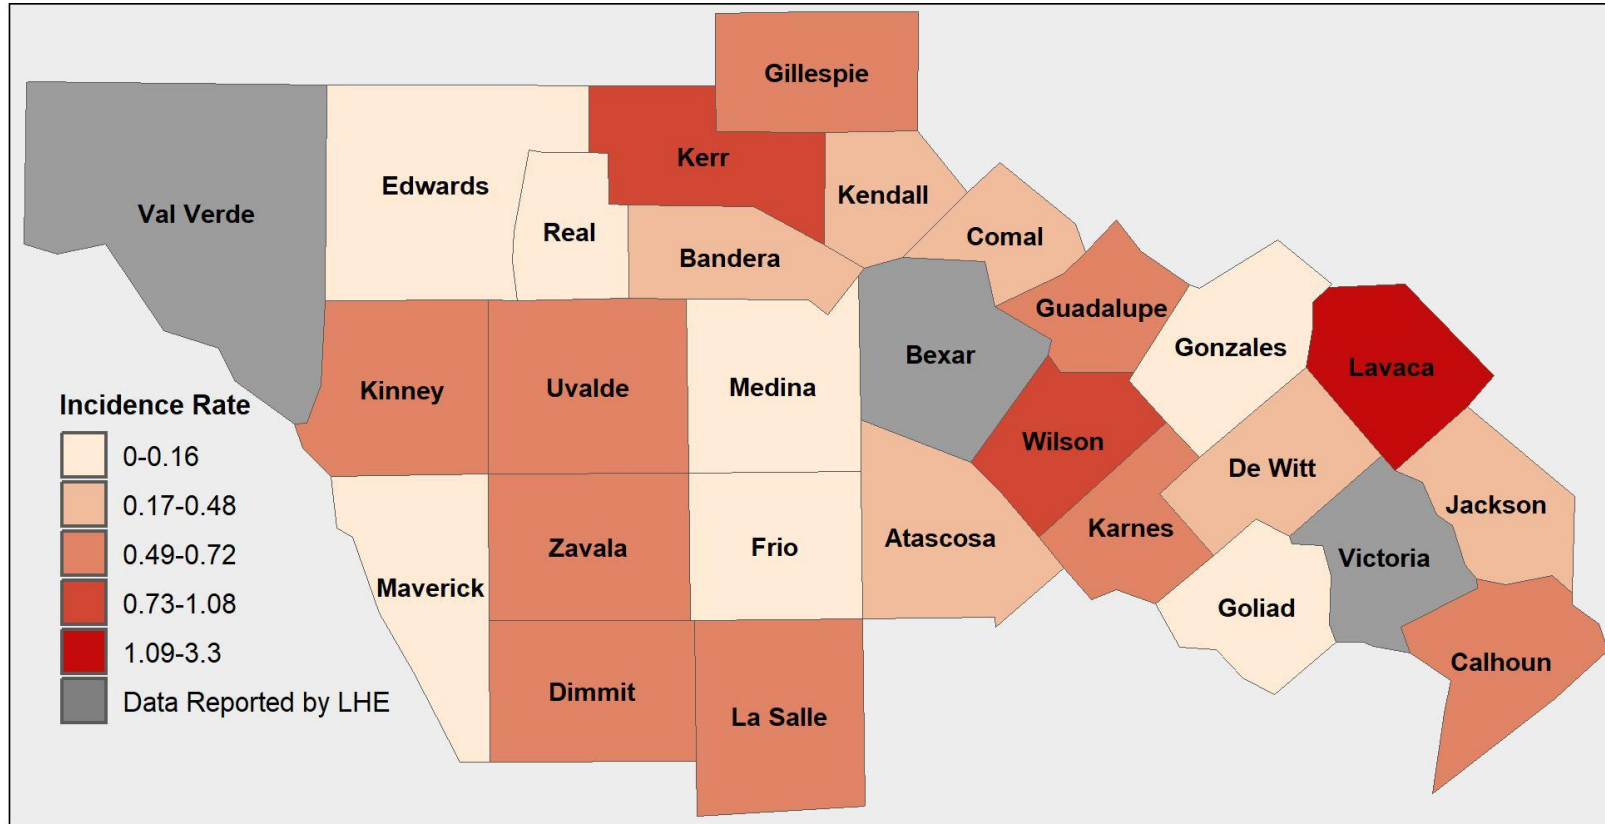 Gillespie
Kerr
Edwards
Kendall
Val Verde
Real
Comal
Bandera
Guadalupe
Gonzales
Bexar
Lavaca
Kinney
Uvalde
Medina
Wilson
De Witt
Jackson
Karnes
Atascosa
Zavala
Frio
Victoria
Maverick
Goliad
Calhoun
Dimmit
La Salle
Incidence Rate
0-0.16
0.17-0.48
0.49-0.72
0.73-1.08
1.09-3.3
Data Reported by LHE